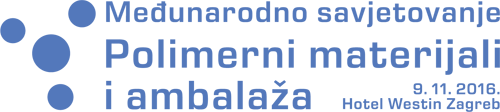 Međunarodno savjetovanje
Polimerni materijali
i ambalaža
9. 11. 2016.
Hotel Westin Zagreb